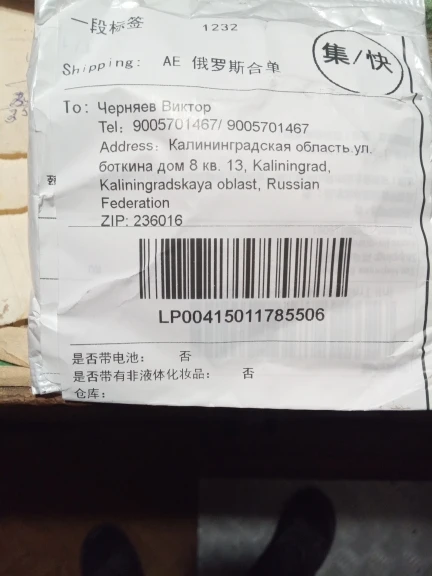 一段标签
1232
集/快
Shipping: AE 俄罗斯合单
To: Черняев Виктор
Tel: 9005701467/ 9005701467
Address: Калининградская область.ул.
боткина дом 8 кв. 13, Kaliningrad,
Kaliningradskaya oblast, Russian
Federation
ZIP: 236016
LP00415011785506
是否带电池: 否
是否带有非液体化妆品: 否
仓库: